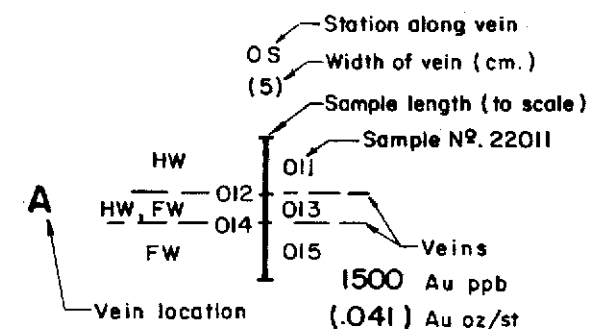 Station along vein
OS
Width of vein (cm.)
(5)
Sample length (to scale)
Sample Nº. 22011
HW
011
012
A
HW, FW
013
014
FW
015
Veins
1500 Au ppb
Vein location
(.041) Au oz/st